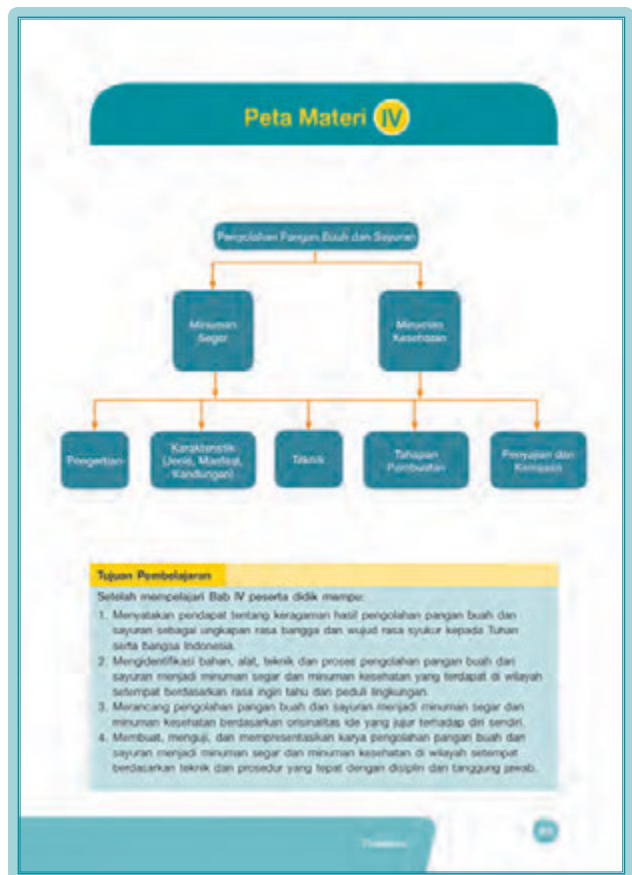 Peta Materi IV
Pengolahan Pangan Buah dan Sayuran
Minuman
Segar
Minuman
Kesehatan
Pengertian
Karakteristik
(Jenis, Manfaat,
Kandungan)
Teknik
Tahapan
Pembuatan
Penyajian dan
Kemasan
Tujuan Pembelajaran
Setelah mempelajari Bab IV peserta didik mampu:
1. Menyatakan pendapat tentang keragaman hasil pengolahan pangan buah dan
sayuran sebagai ungkapan rasa bangga dan wujud rasa syukur kepada Tuhan
serta bangsa Indonesia.
2. Mengidentifikasi bahan, alat, teknik dan proses pengolahan pangan buah dan
sayuran menjadi minuman segar dan minuman kesehatan yang terdapat di wilayah
setempat berdasarkan rasa ingin tahu dan peduli lingkungan.
3. Merancang pengolahan pangan buah dan sayuran menjadi minuman segar dan
minuman kesehatan berdasarkan orisinalitas ide yang jujur terhadap diri sendiri.
4. Membuat, menguji, dan mempresentasikan karya pengolahan pangan buah dan
sayuran menjadi minuman segar dan minuman kesehatan di wilayah setempat
berdasarkan teknik dan prosedur yang tepat dengan disiplin dan tanggung jawab.